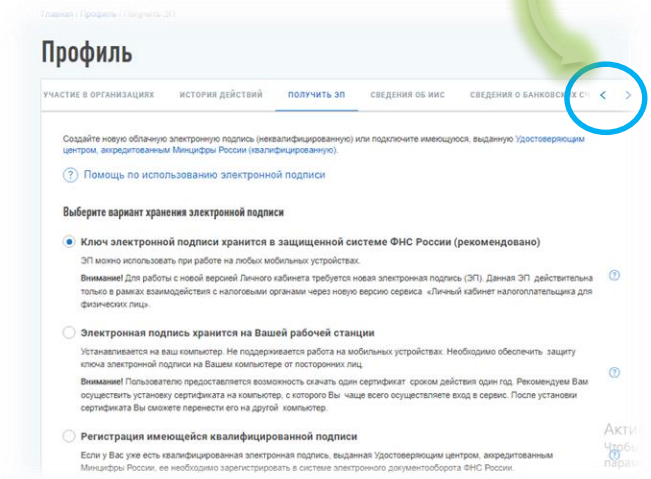 Главная / Профиль / Получить ЭП
Профиль
УЧАСТИЕ В ОРГАНИЗАЦИЯХ ИСТОРИЯ ДЕЙСТВИЙ ПОЛУЧИТЬ ЭП СВЕДЕНИЯ ОБ ИИС СВЕДЕНИЯ О БАНКОВСКИХ СЧ < >
Создайте новую облачную электронную подпись (неквалифицированную) или подключите имеющуюся, выданную Удостоверяющим
центром, аккредитованным Минцифры России (квалифицированную).
? Помощь по использованию электронной подписи
Выберите вариант хранения электронной подписи
Ключ электронной подписи хранится в защищенной системе ФНС России (рекомендовано)
ЭП можно использовать при работе на любых мобильных устройствах.
Внимание! Для работы с новой версией Личного кабинета требуется новая электронная подпись (ЭП). Данная ЭП действительна
только в рамках взаимодействия с налоговыми органами через новую версию сервиса «Личный кабинет налогоплательщика для
физических лиц».
?
Электронная подпись хранится на Вашей рабочей станции
Устанавливается на ваш компьютер. Не поддерживается работа на мобильных устройствах. Необходимо обеспечить защиту
ключа электронной подписи на Вашем компьютере от посторонних лиц.
Внимание! Пользователю предоставляется возможность скачать один сертификат сроком действия один год. Рекомендуем Вам
осуществить установку сертификата на компьютер, с которого Вы чаще всего осуществляете вход в сервис. После установки
сертификата Вы сможете перенести его на другой компьютер.
?
Регистрация имеющейся квалифицированной подписи
Если у Вас уже есть квалифицированная электронная подпись, выданная Удостоверяющим центром, аккредитованным
Минцифры России, ее необходимо зарегистрировать в системе электронного документооборота ФНС России.
?
Акти
Чтобы
парам